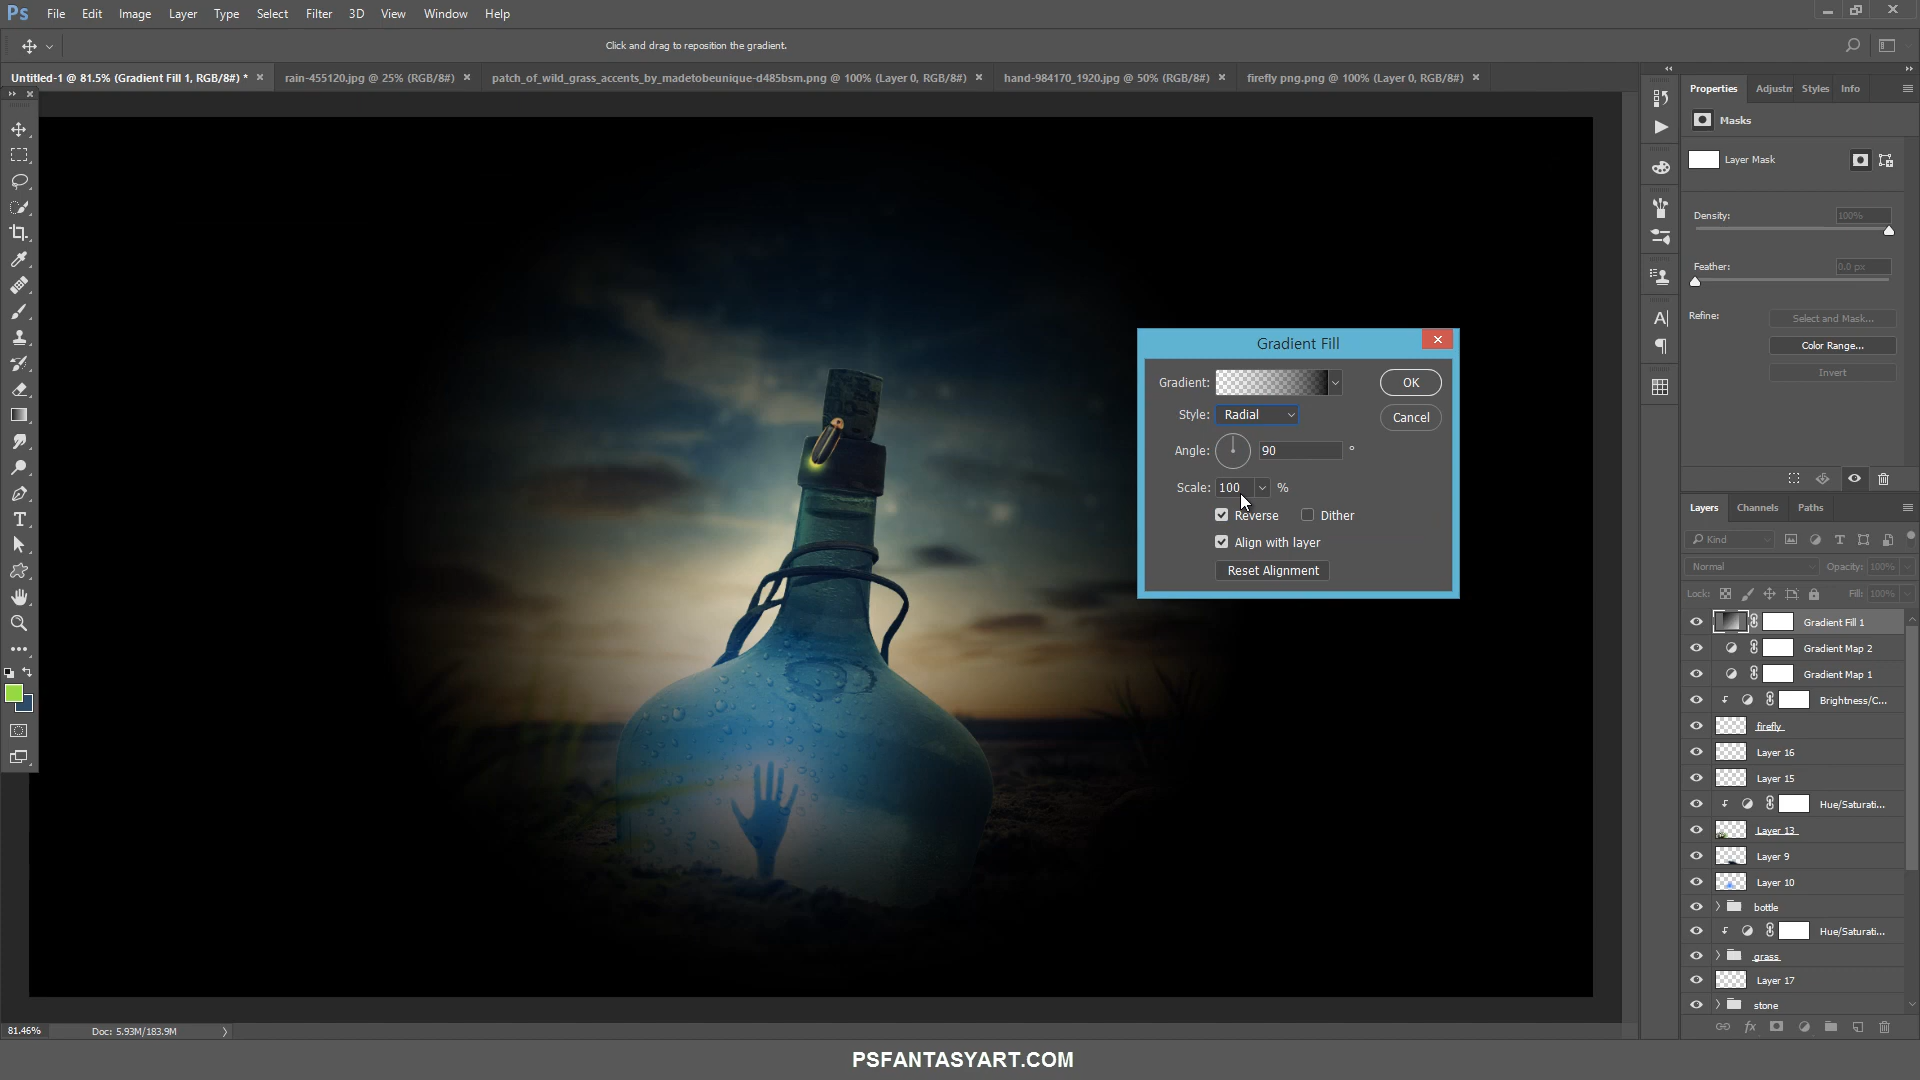 Ps File Edit Image Layer Type Select Filter 3D View Window Help
Click and drag to reposition the gradient.
Untitled-1 @ 81.5% (Gradient Fill 1, RGB/8#) * × rain-455120.jpg @ 25% (RGB/8#) × patch_of_wild_grass_accents_by_madetobeunique-d485bsm.png @ 100% (Layer 0, RGB/8#) × hand-984170_1920.jpg @ 50% (RGB/8#) × firefly png.png @ 100% (Layer 0, RGB/8#) ×
Properties Adjustm Styles Info
Masks
Layer Mask
Density: 100%
Feather: 0.0 px
Refine: Select and Mask...
Color Range...
Invert
Gradient Fill
Gradient: OK
Style: Radial Cancel
Angle: 90 °
Scale: 100 %
Reverse Dither
Align with layer
Reset Alignment
Layers Channels Paths
Kind
Normal Opacity: 100%
Lock: Fill: 100%
Gradient Fill 1
Gradient Map 2
Gradient Map 1
Brightness/C...
firefly
Layer 16
Layer 15
Hue/Saturati...
Layer 13
Layer 9
Layer 10
bottle
Hue/Saturati...
grass
Layer 17
stone
81.46% Doc: 5.93M/183.9M
PSFANTASYART.COM